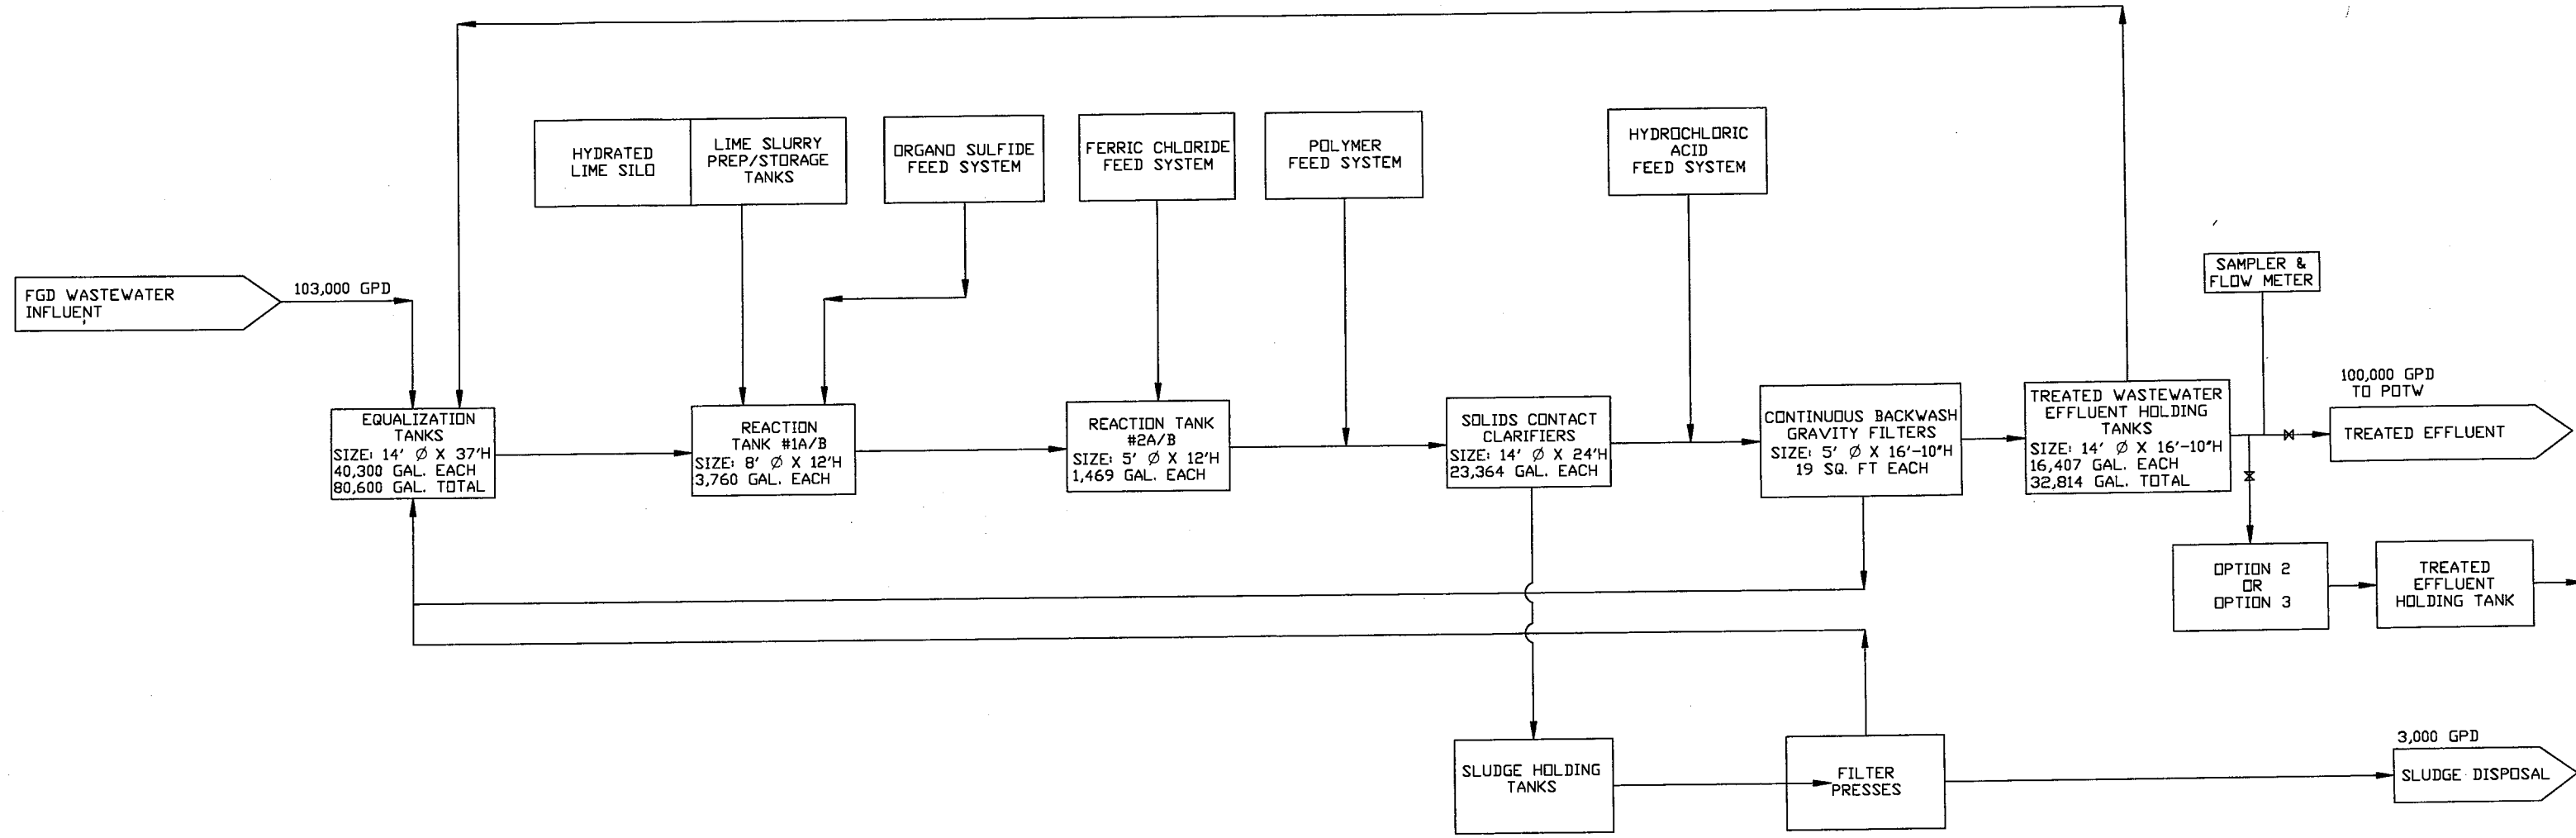 HYDRATED
LIME SILO
LIME SLURRY
PREP/STORAGE
TANKS
ORGANO SULFIDE
FEED SYSTEM
FERRIC CHLORIDE
FEED SYSTEM
POLYMER
FEED SYSTEM
HYDROCHLORIC
ACID
FEED SYSTEM
SAMPLER &
FLOW METER
FGD WASTEWATER
INFLUENT
103,000 GPD
EQUALIZATION
TANKS
SIZE: 14' Ø X 37'H
40,300 GAL. EACH
80,600 GAL. TOTAL
REACTION
TANK #1A/B
SIZE: 8' Ø X 12'H
3,760 GAL. EACH
REACTION TANK
#2A/B
SIZE: 5' Ø X 12'H
1,469 GAL. EACH
SOLIDS CONTACT
CLARIFIERS
SIZE: 14' Ø X 24'H
23,364 GAL. EACH
CONTINUOUS BACKWASH
GRAVITY FILTERS
SIZE: 5' Ø X 16'-10"H
19 SQ. FT EACH
TREATED WASTEWATER
EFFLUENT HOLDING
TANKS
SIZE: 14' Ø X 16'-10"H
16,407 GAL. EACH
32,814 GAL. TOTAL
100,000 GPD
TO POTW
TREATED EFFLUENT
OPTION 2
OR
OPTION 3
TREATED
EFFLUENT
HOLDING TANK
SLUDGE HOLDING
TANKS
FILTER
PRESSES
3,000 GPD
SLUDGE DISPOSAL